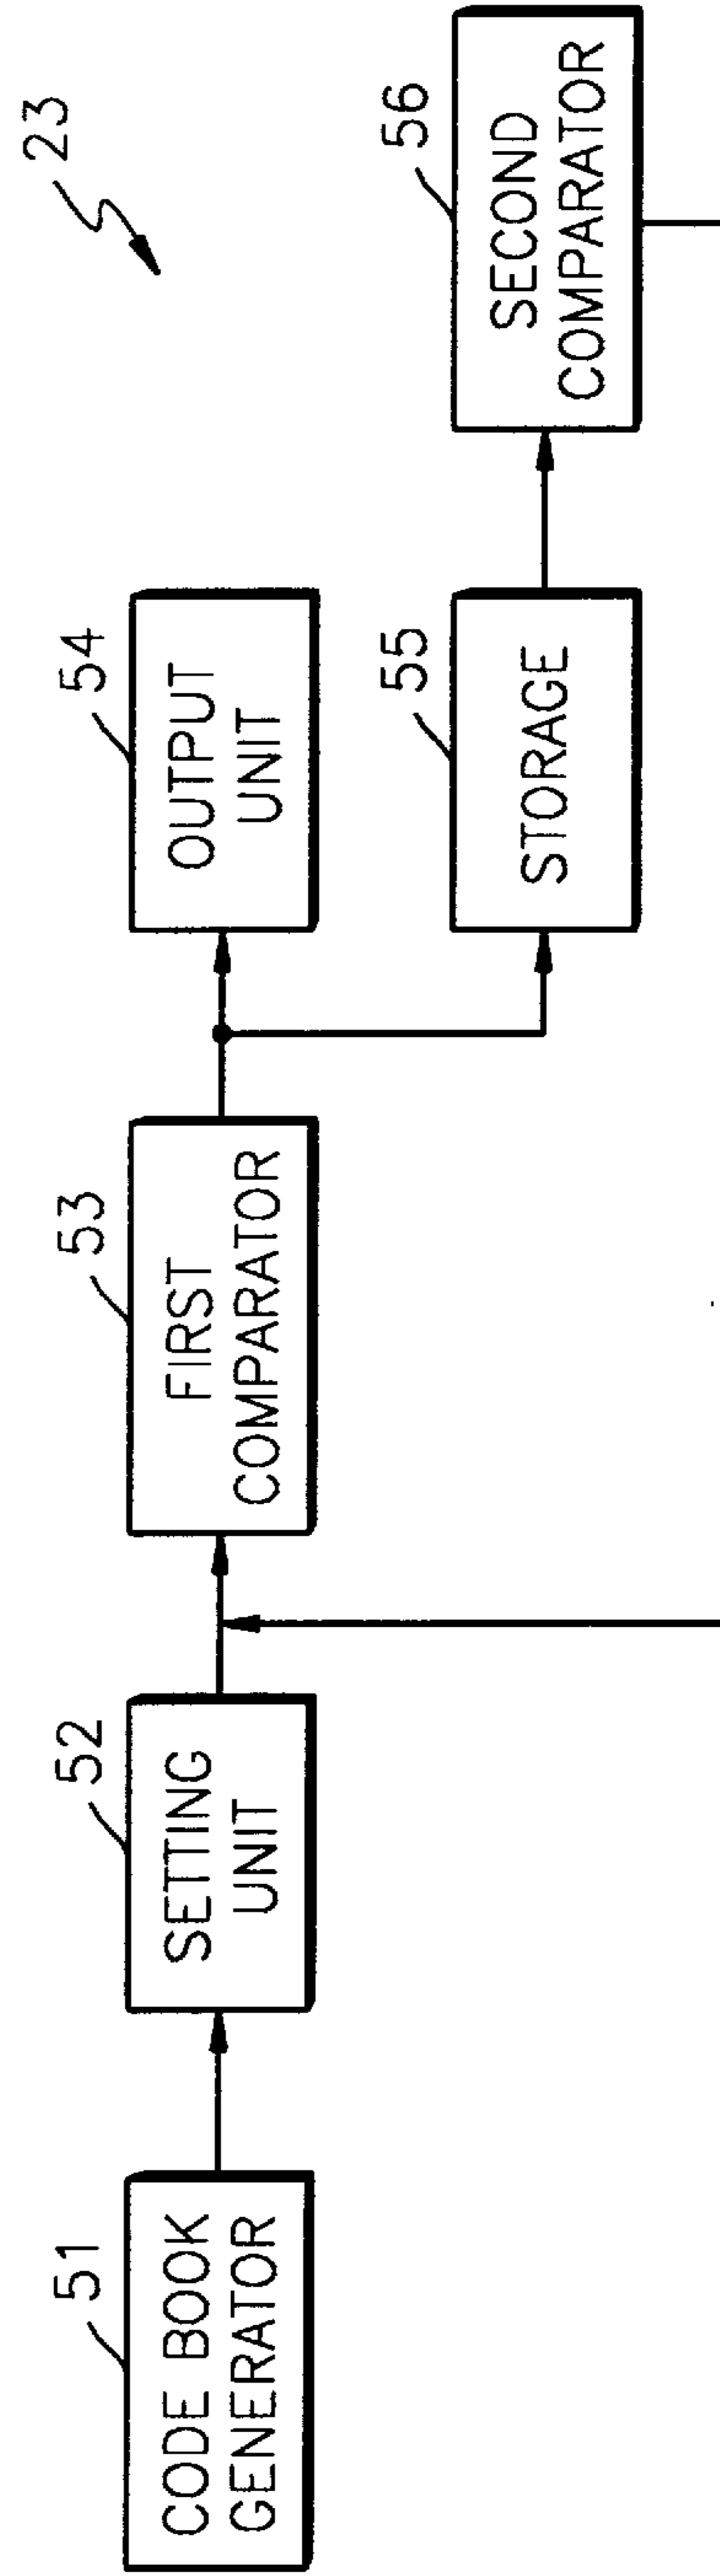 23
51
CODE BOOK
GENERATOR
52
SETTING
UNIT
53
FIRST
COMPARATOR
54
OUTPUT
UNIT
55
STORAGE
56
SECOND
COMPARATOR